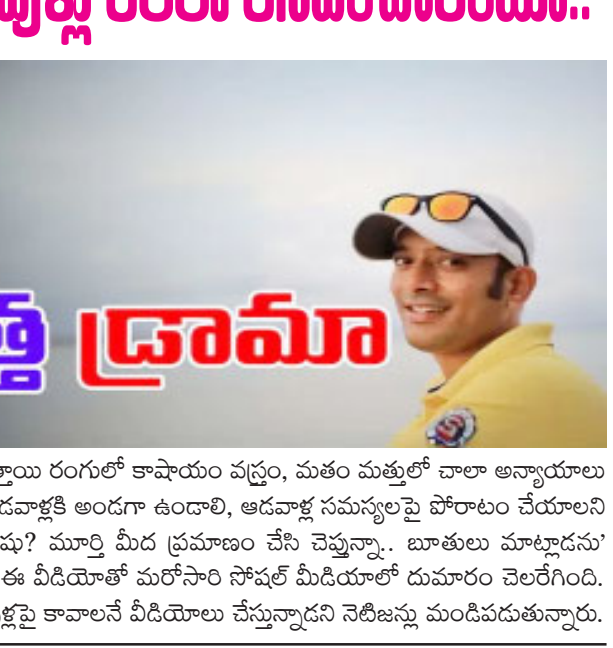 త్త డ్రామా
త్తాయి రంగులో కాషాయం వస్త్రం, మతం మత్తులో చాలా అన్యాయాలు
డవాళ్లకి అండగా ఉండాలి, ఆడవాళ్ల సమస్యలపై పోరాటం చేయాలని
షు? మూర్తి మీద ప్రమాణం చేసి చెప్తున్నా.. బూతులు మాట్లాడను’
ఈ వీడియోతో మరోసారి సోషల్ మీడియాలో దుమారం చెలరేగింది.
ళ్లపై కావాలనే వీడియోలు చేస్తున్నాడని నెటిజన్లు మండిపడుతున్నారు.